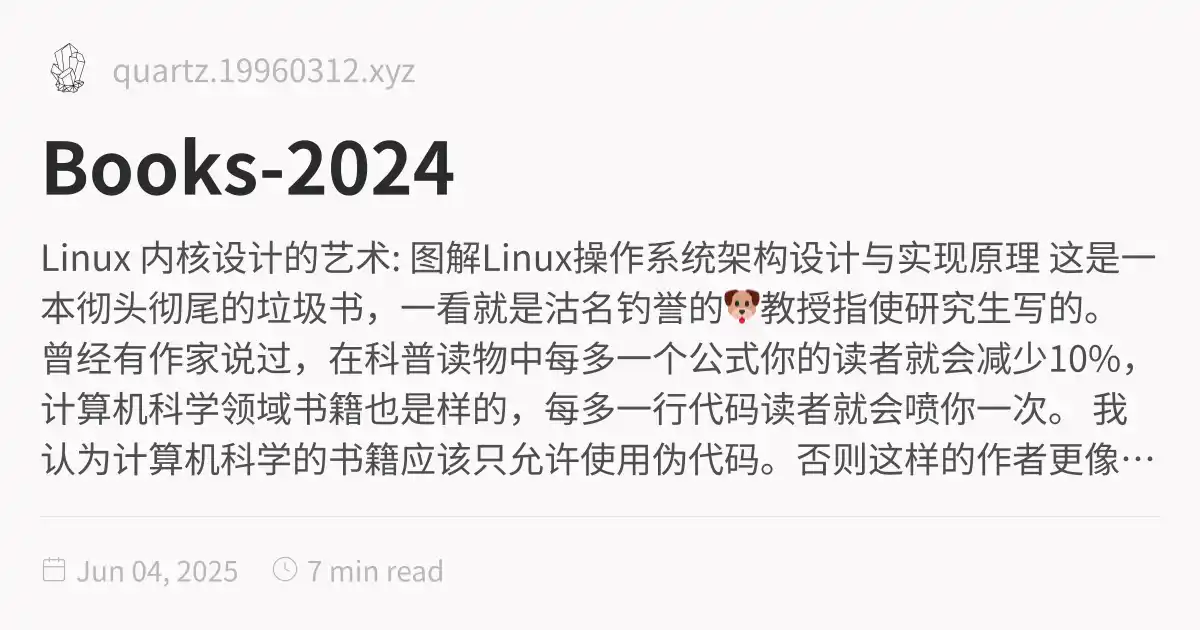 quartz.19960312.xyz
Books-2024
Linux 内核设计的艺术: 图解Linux操作系统架构设计与实现原理 这是一
本彻头彻尾的垃圾书，一看就是沽名钓誉的🐶教授指使研究生写的。
曾经有作家说过，在科普读物中每多一个公式你的读者就会减少10%，
计算机科学领域书籍也是样的，每多一行代码读者就会喷你一次。 我
认为计算机科学的书籍应该只允许使用伪代码。否则这样的作者更像…
Jun 04, 2025
7 min read